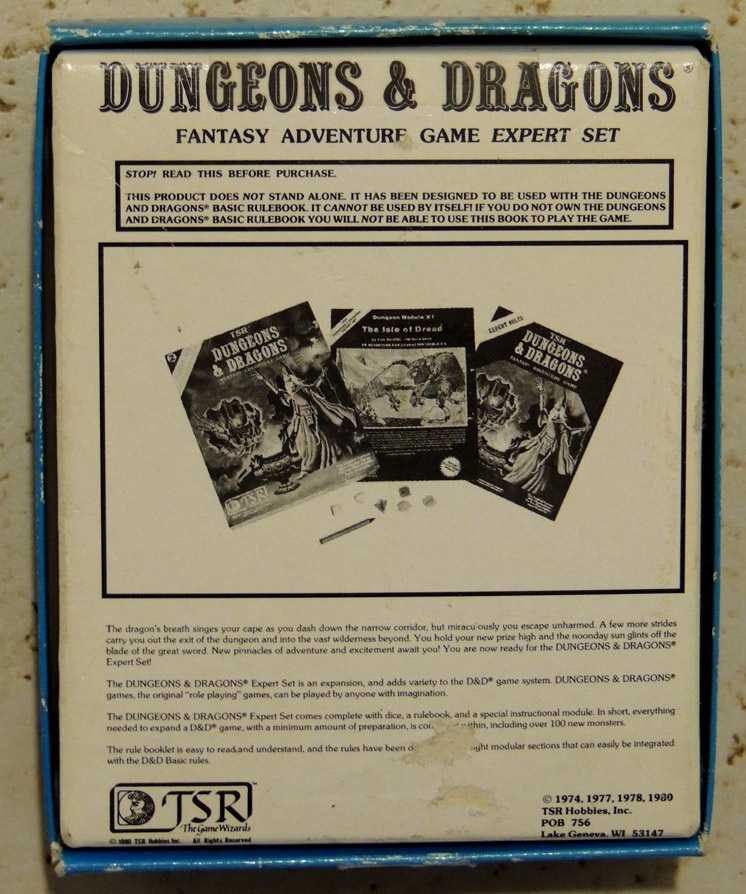 DUNGEONS & DRAGONS®
FANTASY ADVENTURE GAME EXPERT SET
STOP! READ THIS BEFORE PURCHASE.
THIS PRODUCT DOES NOT STAND ALONE. IT HAS BEEN DESIGNED TO BE USED WITH THE DUNGEONS
AND DRAGONS® BASIC RULEBOOK. IT CANNOT BE USED BY ITSELF! IF YOU DO NOT OWN THE DUNGEONS
AND DRAGONS® BASIC RULEBOOK YOU WILL NOT BE ABLE TO USE THIS BOOK TO PLAY THE GAME.
2
TSR
DUNGEONS
& DRAGONS
TSR
Dungeon Module X1
The Isle of Dread
EXPERT RULES
TSR
DUNGEONS
& DRAGONS®
FANTASY ADVENTURE GAME
The dragon's breath singes your cape as you dash down the narrow corridor, but miraculously you escape unharmed. A few more strides
carry you out the exit of the dungeon and into the vast wilderness beyond. You hold your new prize high and the noonday sun glints off the
blade of the great sword. New pinnacles of adventure and excitement await you! You are now ready for the DUNGEONS & DRAGONS®
Expert Set!
The DUNGEONS & DRAGONS® Expert Set is an expansion, and adds variety to the D&D® game system. DUNGEONS & DRAGONS®
games, the original "role playing" games, can be played by anyone with imagination.
The DUNGEONS & DRAGONS® Expert Set comes complete with dice, a rulebook, and a special instructional module. In short, everything
needed to expand a D&D® game, with a minimum amount of preparation, is within, including over 100 new monsters.
The rule booklet is easy to read and understand, and the rules have been modular sections that can easily be integrated
with the D&D Basic rules.
TSR™
The Game Wizards
© 1980 TSR Hobbies Inc. All Rights Reserved
© 1974, 1977, 1978, 1980
TSR Hobbies, Inc.
POB 756
Lake Geneva, WI 53147